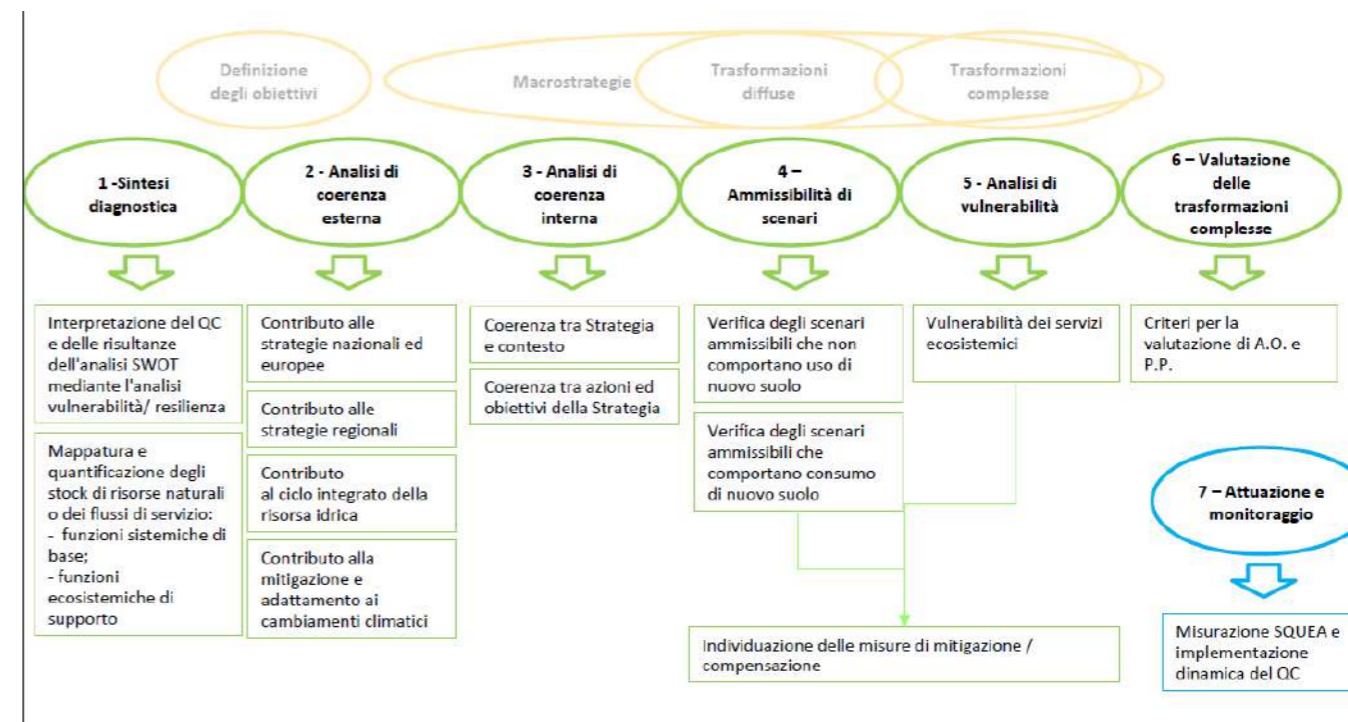 Definizione
degli obiettivi
Macrostrategie
Trasformazioni
diffuse
Trasformazioni
complesse
1 -Sintesi
diagnostica
2 - Analisi di
coerenza
esterna
3 - Analisi di
coerenza
interna
4 –
Ammissibilità di
scenari
5 - Analisi di
vulnerabilità
6 – Valutazione
delle
trasformazioni
complesse
Interpretazione del QC
e delle risultanze
dell'analisi SWOT
mediante l'analisi
vulnerabilità/ resilienza
Mappatura e
quantificazione degli
stock di risorse naturali
o dei flussi di servizio:
- funzioni sistemiche di
base;
- funzioni
ecosistemiche di
supporto
Contributo alle
strategie nazionali ed
europee
Contributo alle
strategie regionali
Contributo
al ciclo integrato della
risorsa idrica
Contributo alla
mitigazione e
adattamento ai
cambiamenti climatici
Coerenza tra Strategia
e contesto
Coerenza tra azioni ed
obiettivi della Strategia
Verifica degli scenari
ammissibili che non
comportano uso di
nuovo suolo
Verifica degli scenari
ammissibili che
comportano consumo
di nuovo suolo
Vulnerabilità dei servizi
ecosistemici
Criteri per la
valutazione di A.O. e
P.P.
7 – Attuazione e
monitoraggio
Individuazione delle misure di mitigazione /
compensazione
Misurazione SQUEA e
implementazione
dinamica del QC